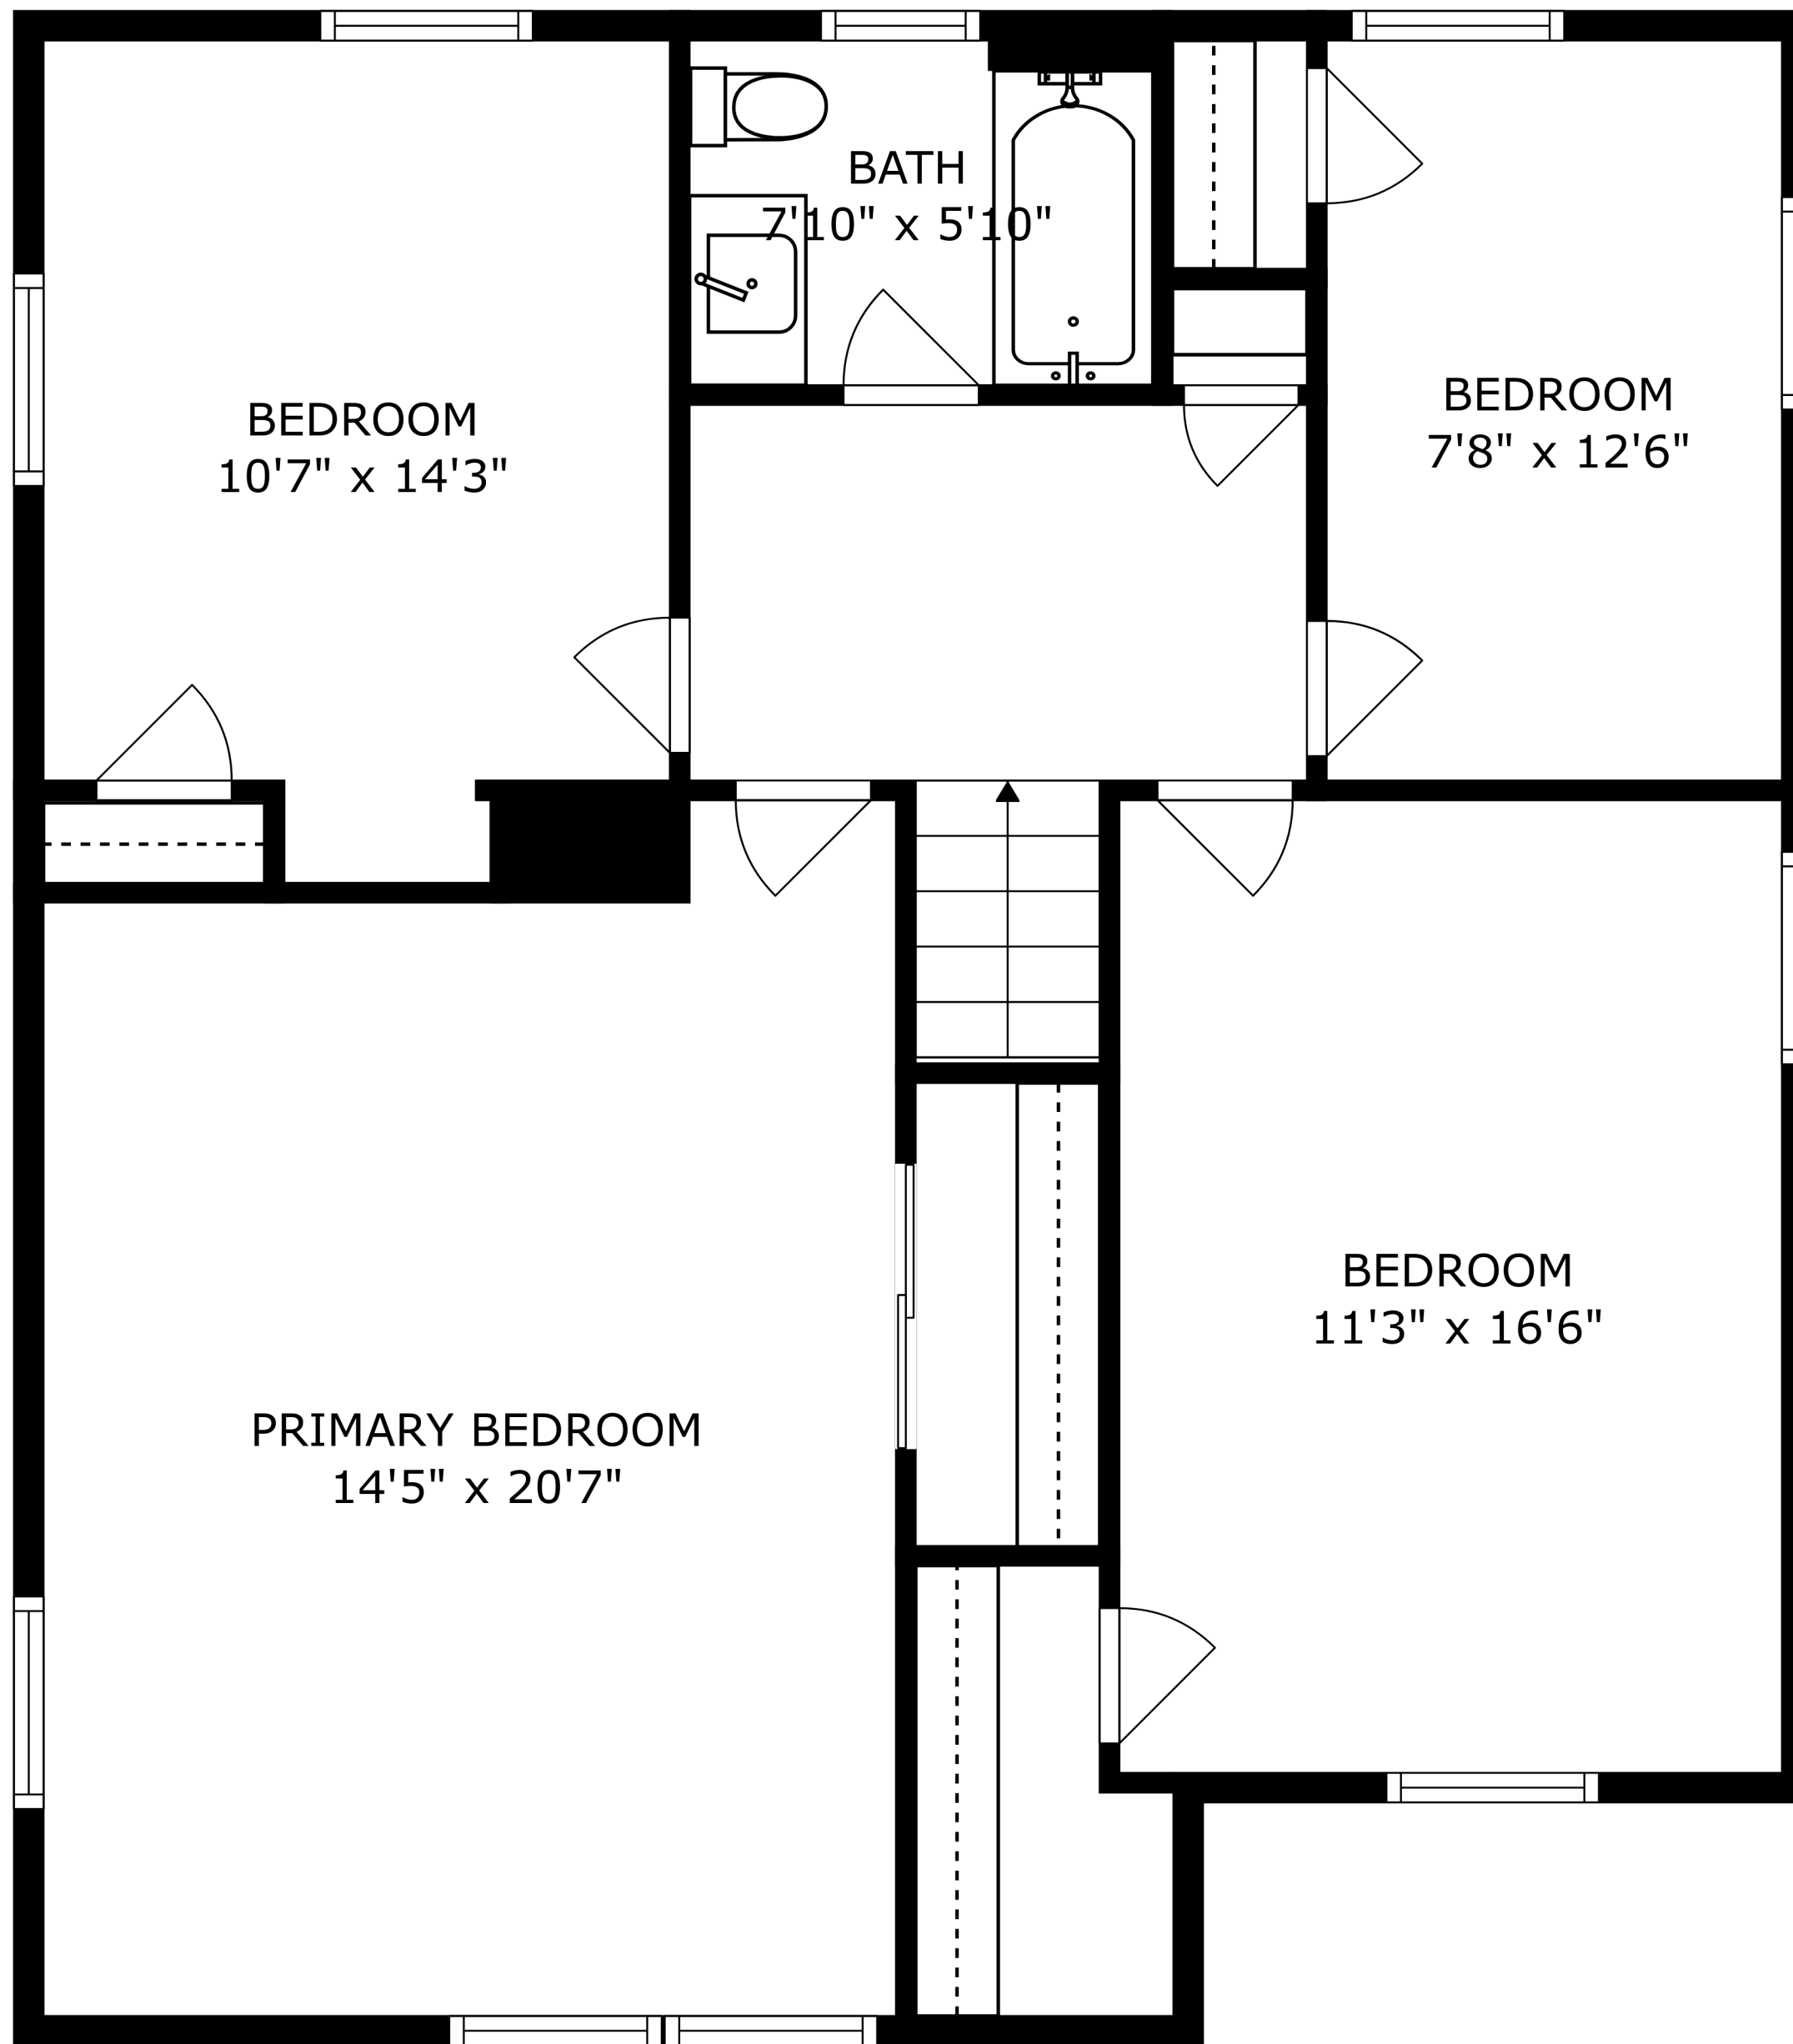 BATH
7'10" x 5'10"
BEDROOM
10'7" x 14'3"
BEDROOM
7'8" x 12'6"
BEDROOM
11'3" x 16'6"
PRIMARY BEDROOM
14'5" x 20'7"